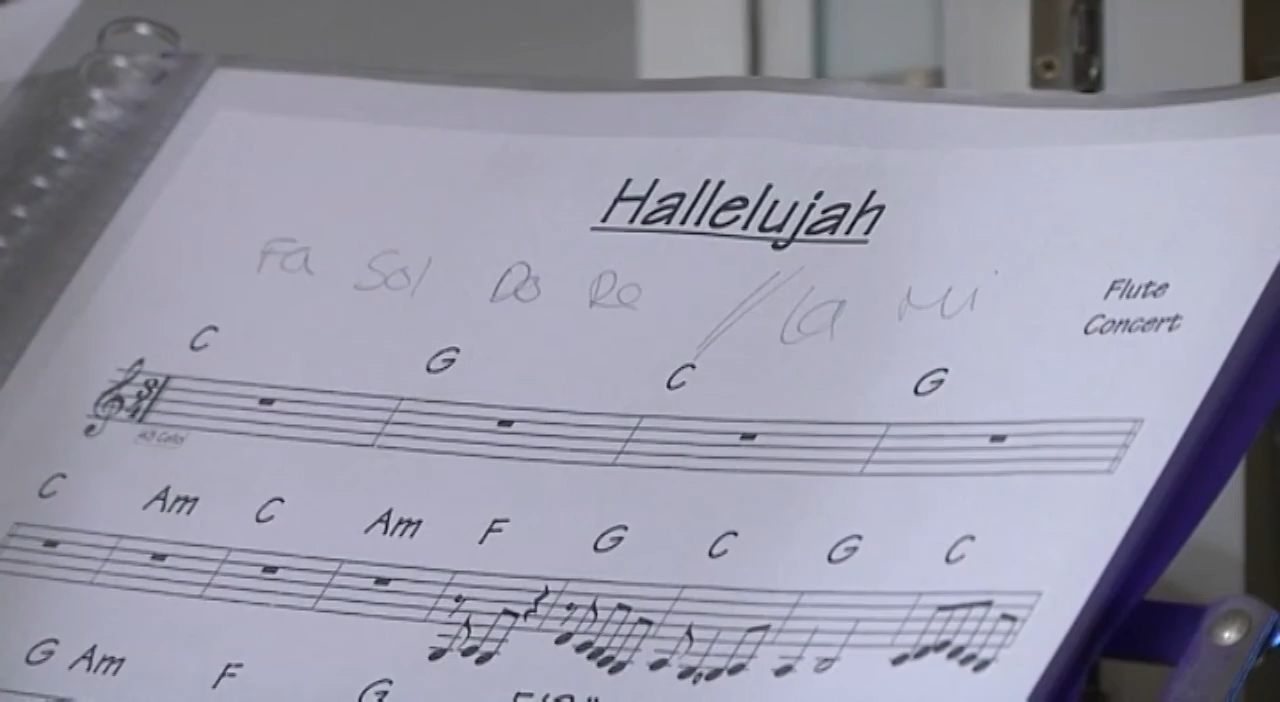 Hallelujah
Fa Sol Do Re // La Mi
Flute
Concert
C G C G
C Am C Am F G C G C
G Am F G